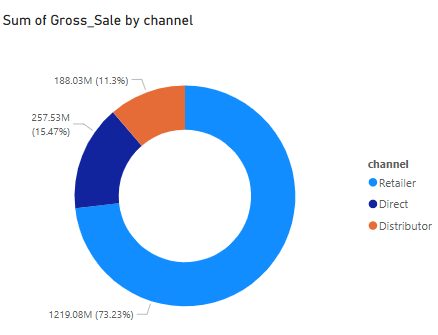 Sum of Gross_Sale by channel
188.03M (11.3%)
257.53M
(15.47%)
channel
Retailer
Direct
Distributor
1219.08M (73.23%)